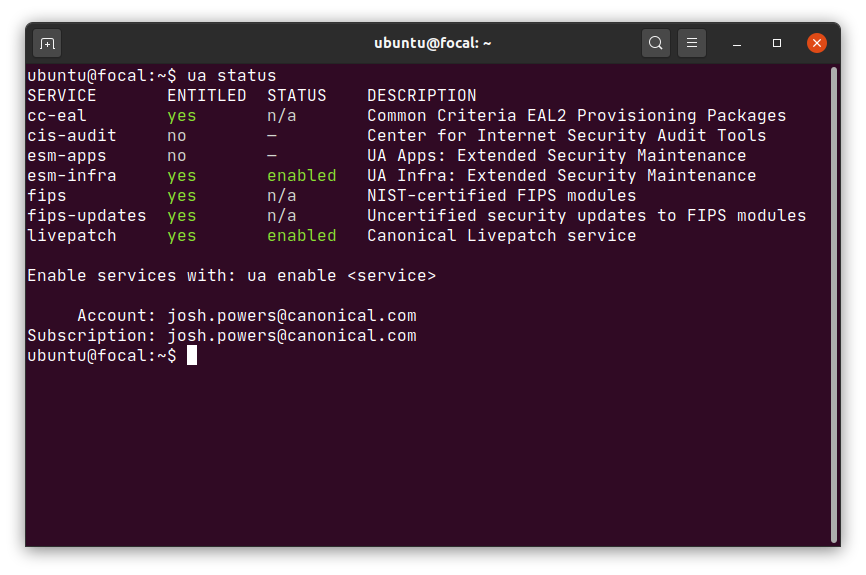 ubuntu@focal: ~
ubuntu@focal:~$ ua status
SERVICE       ENTITLED  STATUS    DESCRIPTION
cc-eal        yes       n/a       Common Criteria EAL2 Provisioning Packages
cis-audit     no        —         Center for Internet Security Audit Tools
esm-apps      no        —         UA Apps: Extended Security Maintenance
esm-infra     yes       enabled   UA Infra: Extended Security Maintenance
fips          yes       n/a       NIST-certified FIPS modules
fips-updates  yes       n/a       Uncertified security updates to FIPS modules
livepatch     yes       enabled   Canonical Livepatch service
Enable services with: ua enable <service>
Account: josh.powers@canonical.com
Subscription: josh.powers@canonical.com
ubuntu@focal:~$